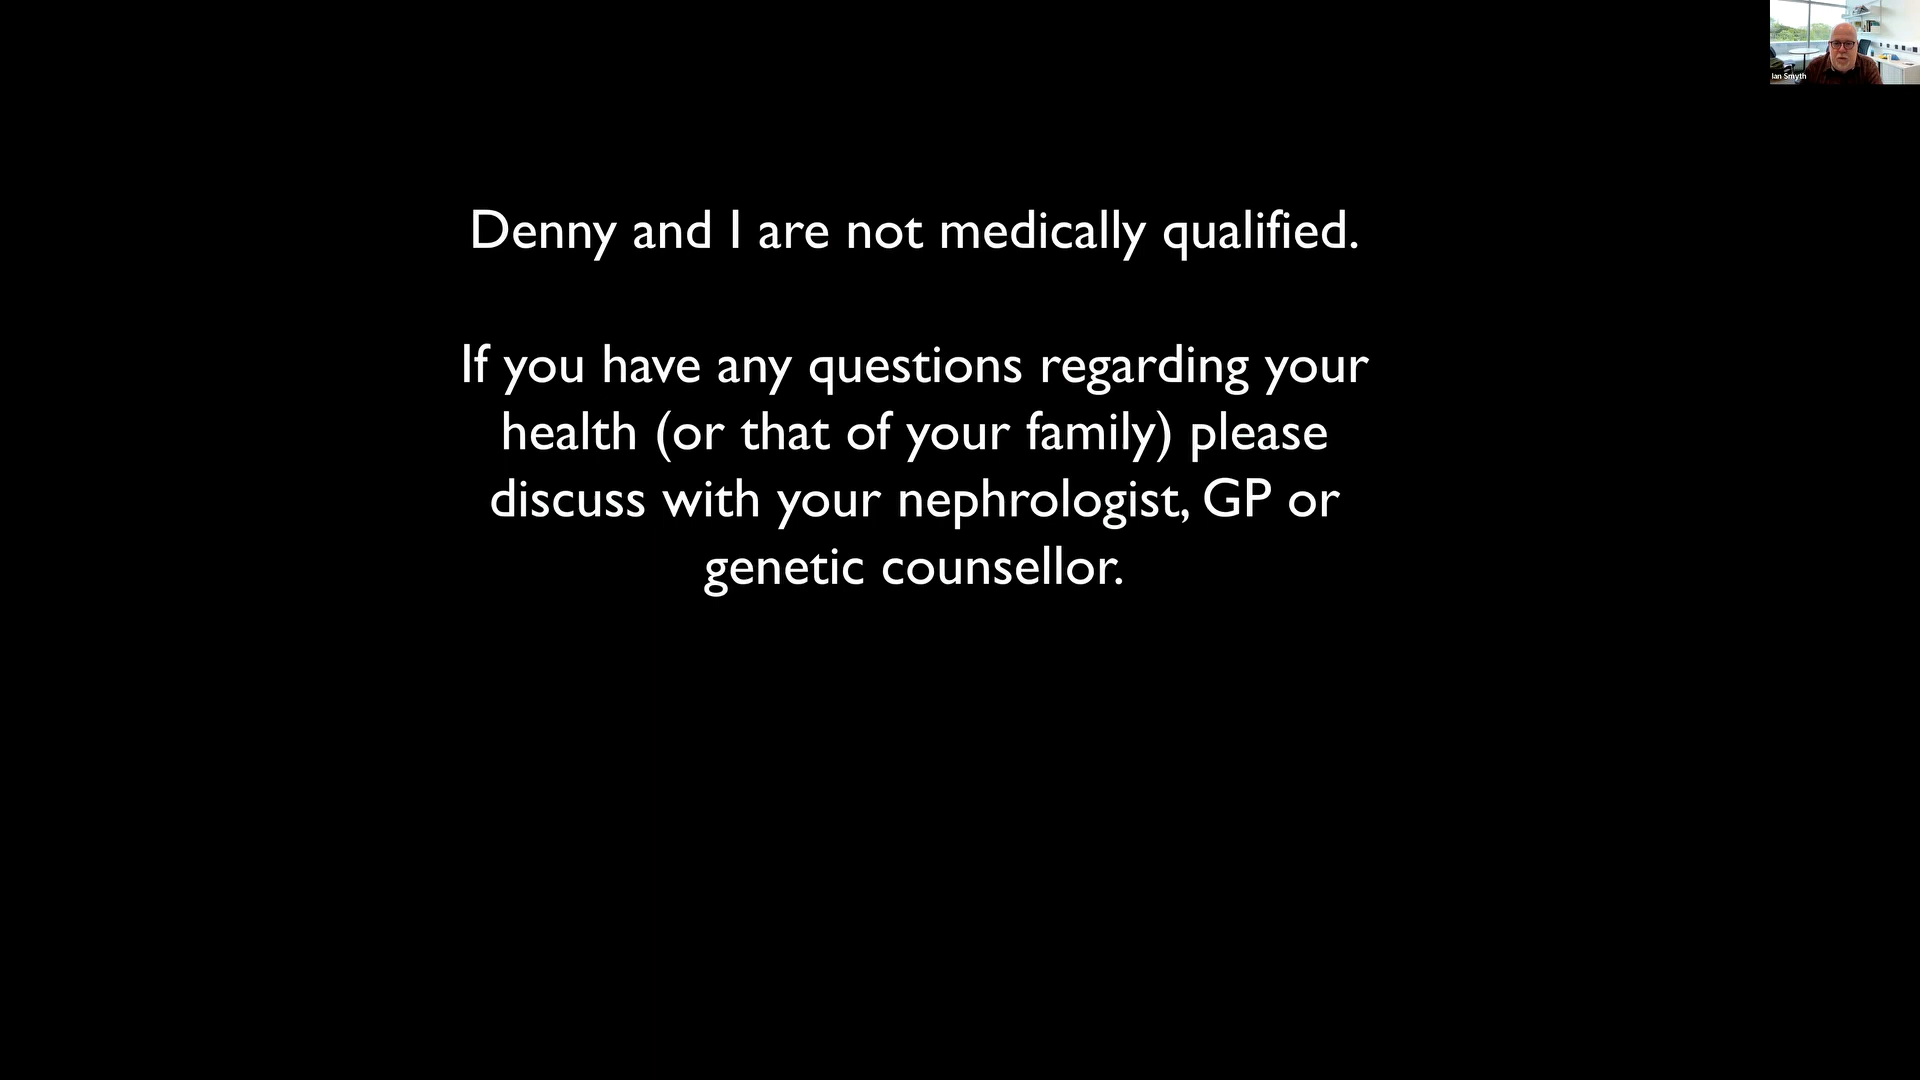 Ian Smyth
Denny and I are not medically qualified.
If you have any questions regarding your
health (or that of your family) please
discuss with your nephrologist, GP or
genetic counsellor.